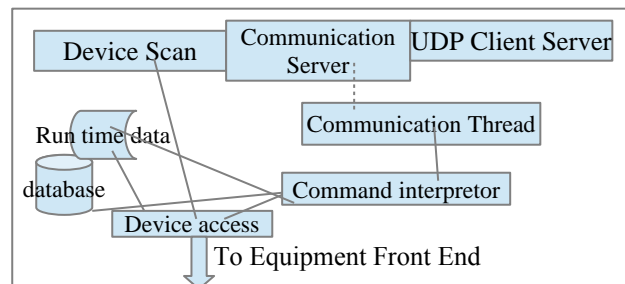 Device Scan
Communication
Server
UDP Client Server
Communication Thread
Run time data
database
Command interpretor
Device access
To Equipment Front End